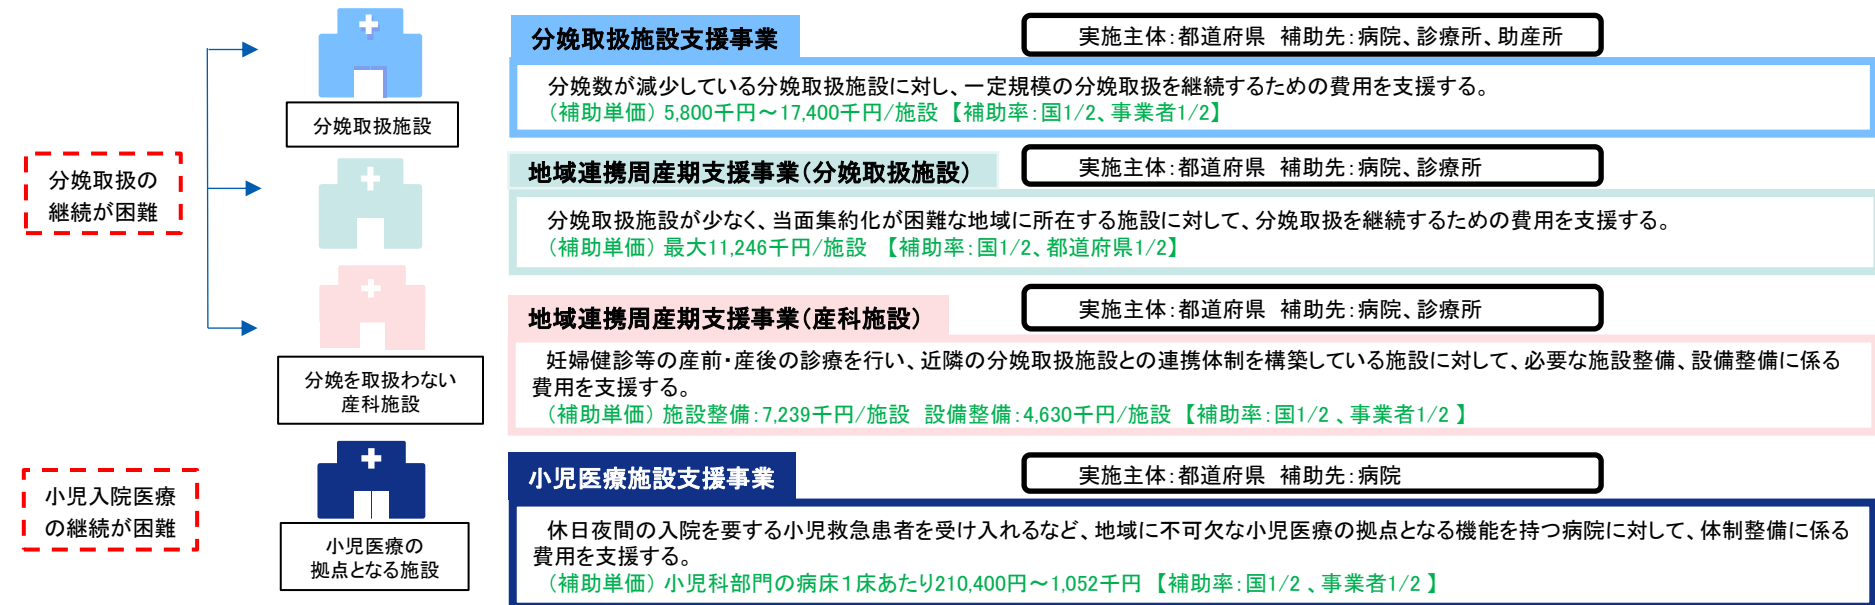 分娩取扱の
継続が困難
分娩取扱施設
分娩取扱施設支援事業
実施主体:都道府県 補助先:病院、診療所、助産所
分娩数が減少している分娩取扱施設に対し、一定規模の分娩取扱を継続するための費用を支援する。
(補助単価) 5,800千円～17,400千円/施設 【補助率:国1/2、事業者1/2】
地域連携周産期支援事業(分娩取扱施設)
実施主体:都道府県 補助先:病院、診療所
分娩取扱施設が少なく、当面集約化が困難な地域に所在する施設に対して、分娩取扱を継続するための費用を支援する。
(補助単価) 最大11,246千円/施設 【補助率:国1/2、都道府県1/2】
分娩を取扱わない
産科施設
地域連携周産期支援事業(産科施設)
実施主体:都道府県 補助先:病院、診療所
妊婦健診等の産前・産後の診療を行い、近隣の分娩取扱施設との連携体制を構築している施設に対して、必要な施設整備、設備整備に係る
費用を支援する。
(補助単価) 施設整備:7,239千円/施設 設備整備:4,630千円/施設 【補助率:国1/2 、事業者1/2 】
小児入院医療
の継続が困難
小児医療の
拠点となる施設
小児医療施設支援事業
実施主体:都道府県 補助先:病院
休日夜間の入院を要する小児救急患者を受け入れるなど、地域に不可欠な小児医療の拠点となる機能を持つ病院に対して、体制整備に係る
費用を支援する。
(補助単価) 小児科部門の病床1床あたり210,400円～1,052千円 【補助率:国1/2 、事業者1/2 】